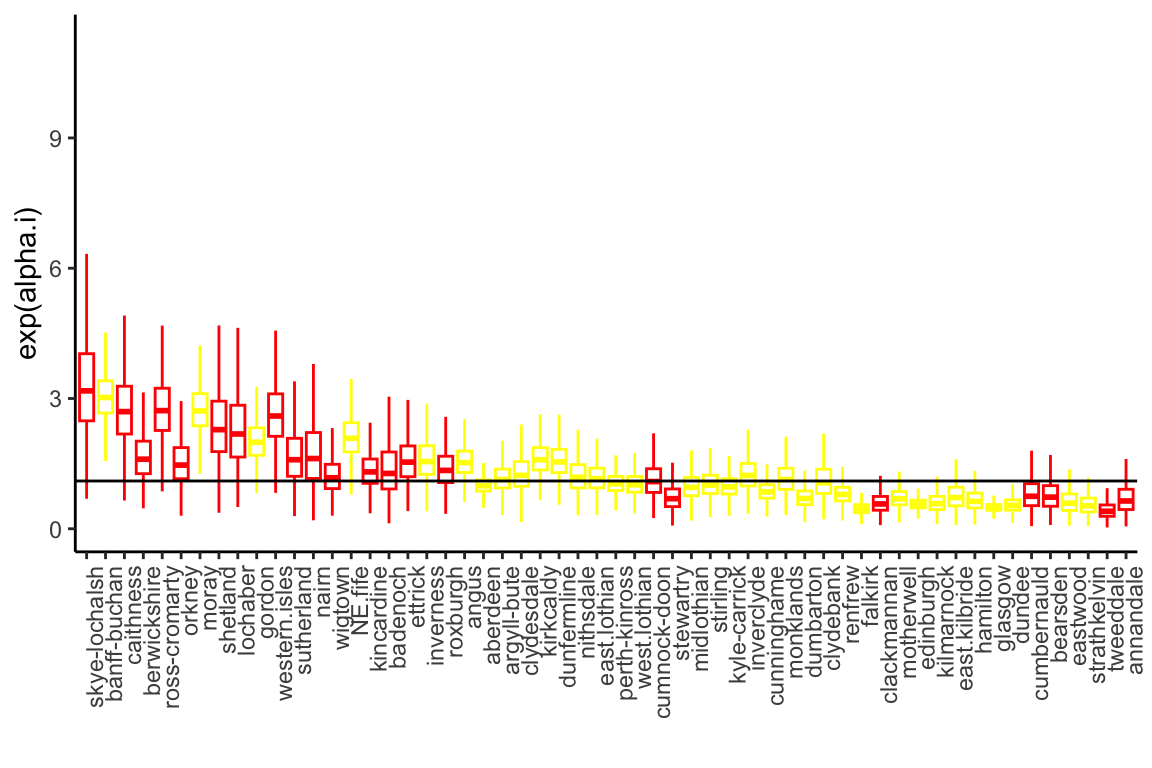 exp(alpha.i)
9
6
3
0
skye-lochalsh
banff-buchan
caithness
berwickshire
ross-cromarty
orkney
moray
shetland
lochaber
gordon
western.isles
sutherland
nairn
wigtown
NE.fife
kincardine
badenoch
ettrick
inverness
roxburgh
angus
aberdeen
argyll-bute
clydesdale
kirkcaldy
dunfermline
nithsdale
east.lothian
perth-kinross
west.lothian
cumnock-doon
stewartry
midlothian
stirling
kyle-carrick
inverclyde
cunninghame
monklands
dumbarton
clydebank
renfrew
falkirk
clackmannan
motherwell
edinburgh
kilmarnock
east.kilbride
hamilton
glasgow
dundee
cumbernauld
bearsden
eastwood
strathkelvin
tweeddale
annandale